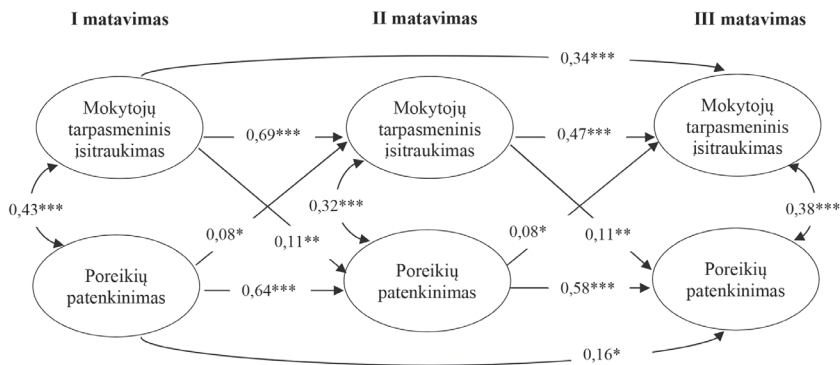 I matavimas
II matavimas
III matavimas
0,34***
Mokytojų
tarpasmeninis
įsitraukimas
0,69***
Mokytojų
tarpasmeninis
įsitraukimas
0,47***
Mokytojų
tarpasmeninis
įsitraukimas
0,43***
0,32***
0,38***
0,08*
0,11**
0,08*
0,11**
Poreikių
patenkinimas
0,64***
Poreikių
patenkinimas
0,58***
Poreikių
patenkinimas
0,16*